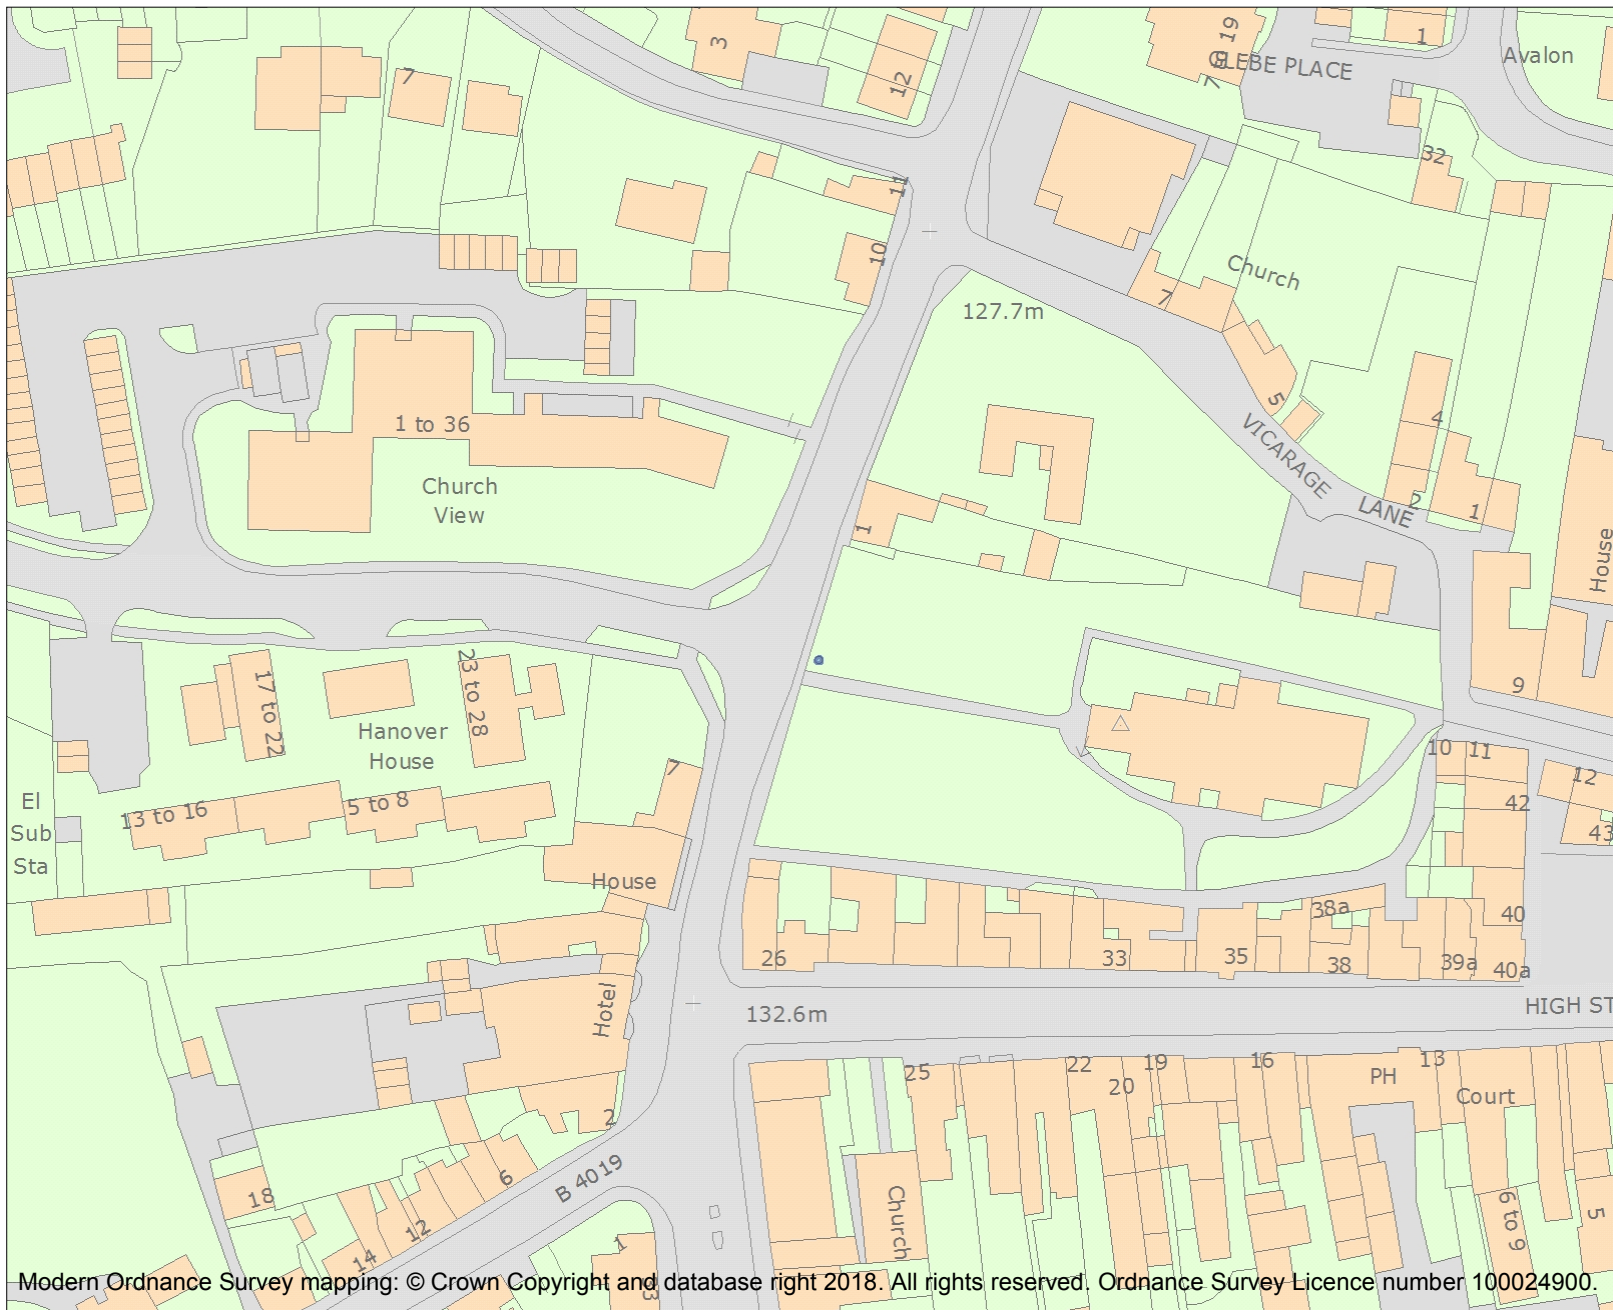 3
12
19
7
GLEBE PLACE
1
Avalon
7
32
11
10
Church
7
127.7m
5
VICARAGE
LANE
4
2
1
House
1 to 36
Church
View
1
9
17 to 22
23 to 28
Hanover
House
7
13 to 16
5 to 8
El
Sub
Sta
House
10
11
12
42
43
38a
40
26
33
35
38
39a
40a
Hotel
132.6m
HIGH ST
25
22
20
19
16
PH
13
Court
2
6
B 4019
18
12
14
Church
1
6 to 9
5
Modern Ordnance Survey mapping: © Crown Copyright and database right 2018. All rights reserved. Ordnance Survey Licence number 100024900.